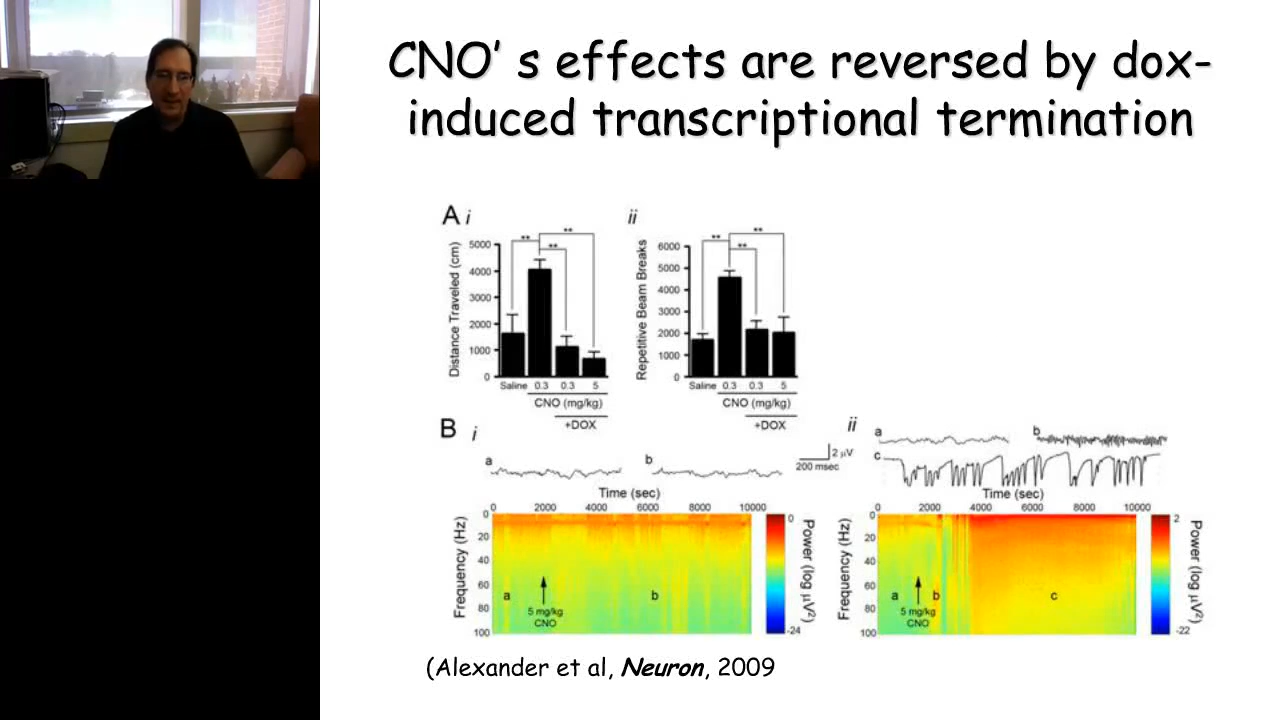 CNO’ s effects are reversed by dox-
induced transcriptional termination
A i
ii
Distance Traveled (cm)
5000
4000
3000
2000
1000
0
** ** **
Saline 0.3 0.3 5
CNO (mg/kg)
+DOX
Repetitive Beam Breaks
6000
5000
4000
3000
2000
1000
0
** ** **
Saline 0.3 0.3 5
CNO (mg/kg)
+DOX
B i
ii
a b
2 µV
200 msec
a b
c
Time (sec)
0 2000 4000 6000 8000 10000
Frequency (Hz)
0
20
40
60
80
100
a b
5 mg/kg
CNO
0
-24
Power (log µV²)
Time (sec)
0 2000 4000 6000 8000 10000
Frequency (Hz)
0
20
40
60
80
100
a b c
5 mg/kg
CNO
2
-22
Power (log µV²)
(Alexander et al, Neuron, 2009